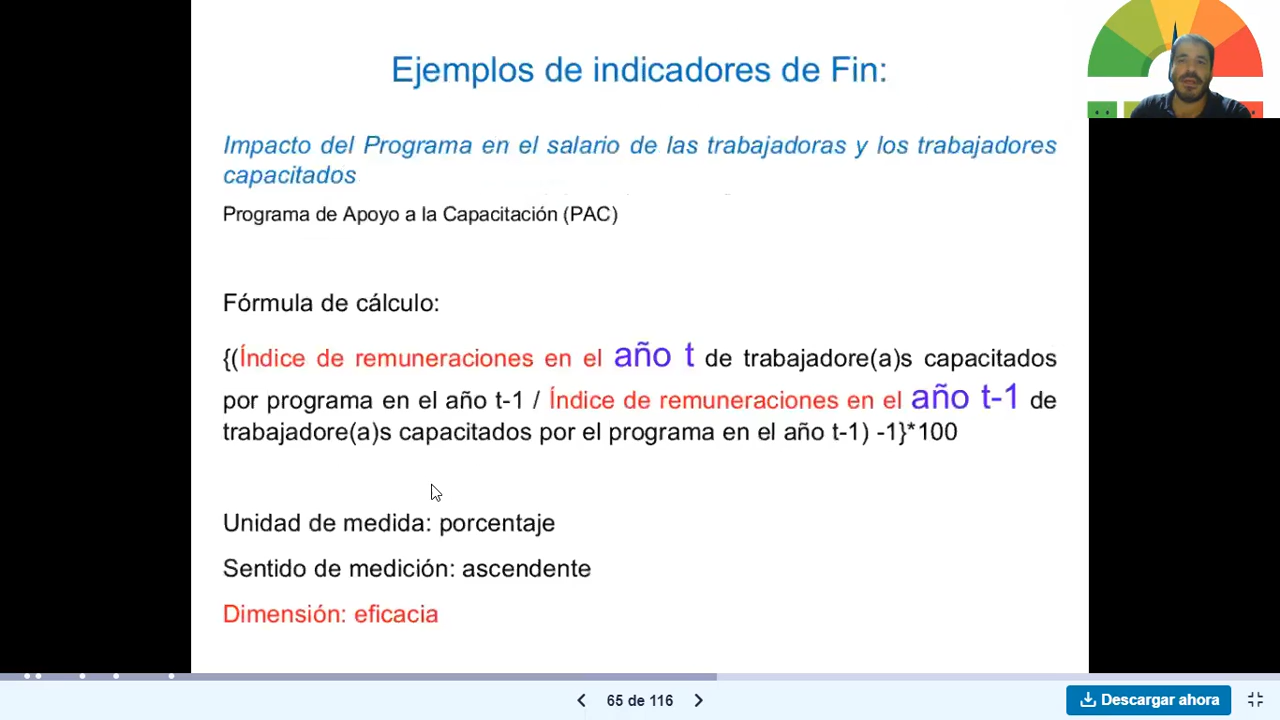 Ejemplos de indicadores de Fin:
Impacto del Programa en el salario de las trabajadoras y los trabajadores
capacitados
Programa de Apoyo a la Capacitación (PAC)
Fórmula de cálculo:
{(Índice de remuneraciones en el año t de trabajadore(a)s capacitados
por programa en el año t-1 / Índice de remuneraciones en el año t-1 de
trabajadore(a)s capacitados por el programa en el año t-1) -1}*100
Unidad de medida: porcentaje
Sentido de medición: ascendente
Dimensión: eficacia
65 de 116
Descargar ahora